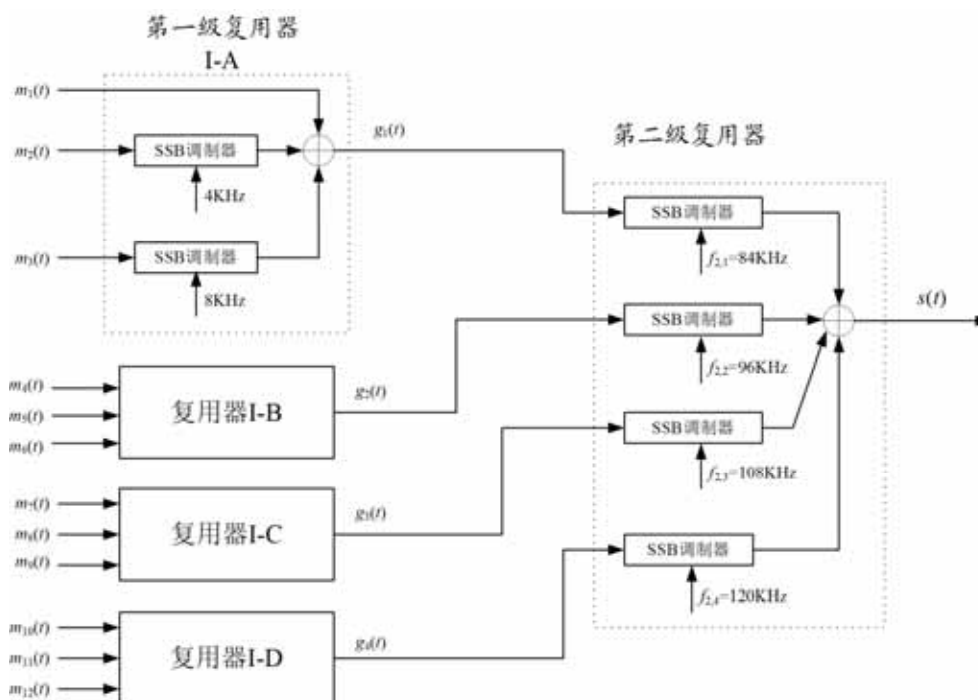 第一级复用器
I-A
m₁(t)
m₂(t)
SSB调制器
4KHz
m₃(t)
SSB调制器
8KHz
g₁(t)
m₄(t)
m₅(t)
m₆(t)
复用器I-B
g₂(t)
m₇(t)
m₈(t)
m₉(t)
复用器I-C
g₃(t)
m₁₀(t)
m₁₁(t)
m₁₂(t)
复用器I-D
g₄(t)
第二级复用器
SSB调制器
f₂,₁=84KHz
SSB调制器
f₂,₂=96KHz
SSB调制器
f₂,₃=108KHz
SSB调制器
f₂,₄=120KHz
s(t)